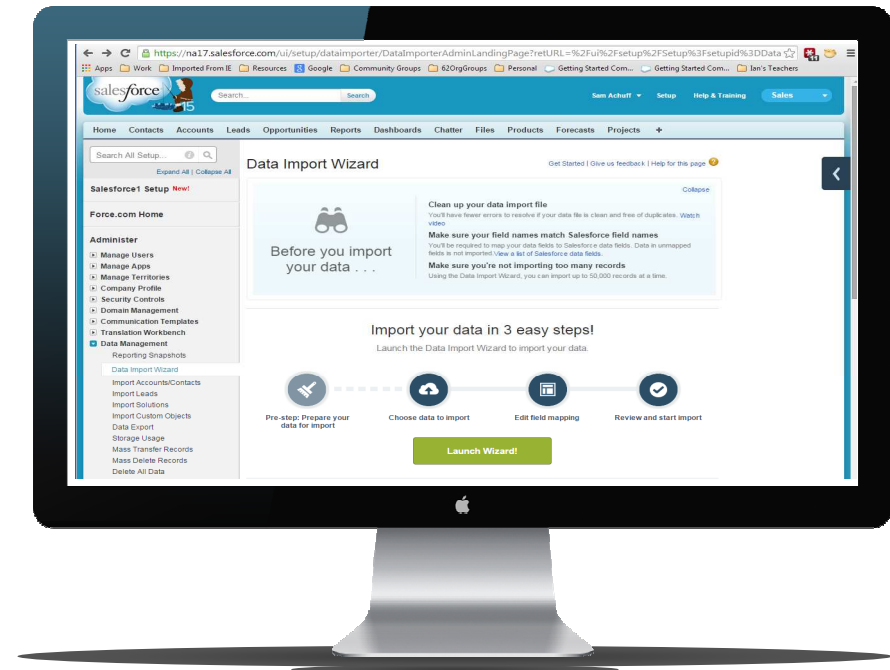 https://na17.salesforce.com/ui/setup/dataimporter/DataImporterAdminLandingPage?retURL=%2Fui%2Fsetup%2FSetup%3Fsetupid%3DData
Apps Work Imported From IE Resources Google Community Groups 62OrgGroups Personal Getting Started Com... Getting Started Com... Ian's Teachers
salesforce
15
Search... Search Sam Achuff Setup Help & Training Sales
Home Contacts Accounts Leads Opportunities Reports Dashboards Chatter Files Products Forecasts Projects +
Search All Setup...
Expand All | Collapse All
Salesforce1 Setup New!
Force.com Home
Administer
Manage Users
Manage Apps
Manage Territories
Company Profile
Security Controls
Domain Management
Communication Templates
Translation Workbench
Data Management
Reporting Snapshots
Data Import Wizard
Import Accounts/Contacts
Import Leads
Import Solutions
Import Custom Objects
Data Export
Storage Usage
Mass Transfer Records
Mass Delete Records
Delete All Data
Data Import Wizard
Get Started | Give us feedback | Help for this page
Collapse
Before you import
your data . . .
Clean up your data import file
You'll have fewer errors to resolve if your data file is clean and free of duplicates. Watch
video
Make sure your field names match Salesforce field names
You'll be required to map your data fields to Salesforce data fields. Data in unmapped
fields is not imported View a list of Salesforce data fields.
Make sure you're not importing too many records
Using the Data Import Wizard, you can import up to 50,000 records at a time.
Import your data in 3 easy steps!
Launch the Data Import Wizard to import your data.
Pre-step: Prepare your
data for import
Choose data to import
Edit field mapping
Review and start import
Launch Wizard!